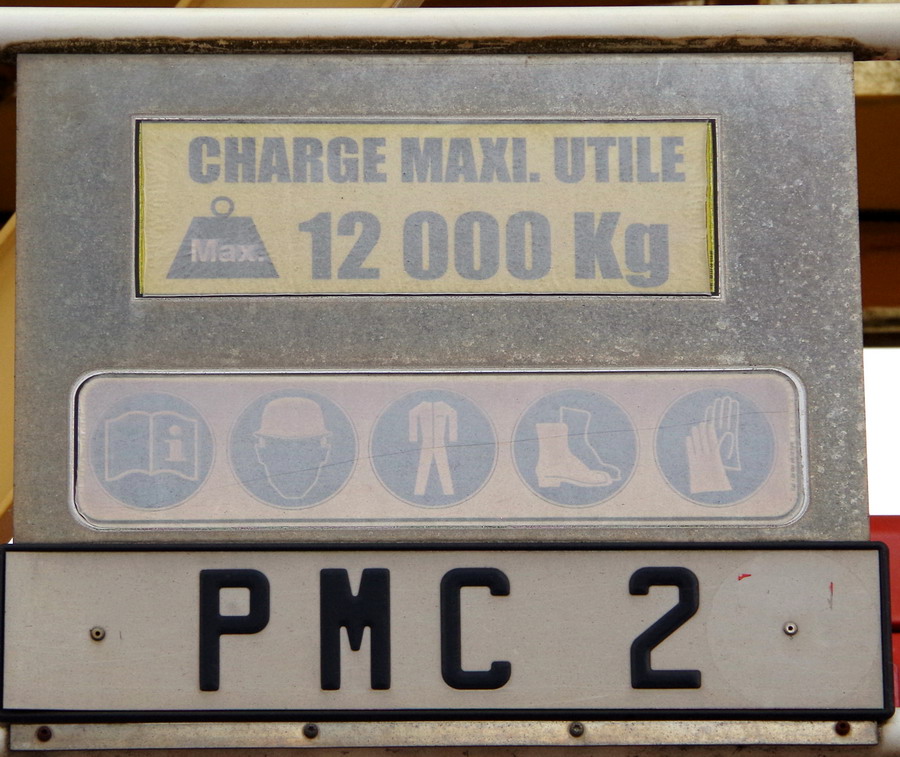 CHARGE MAXI. UTILE
Max. 12 000 Kg
i
PMC 2